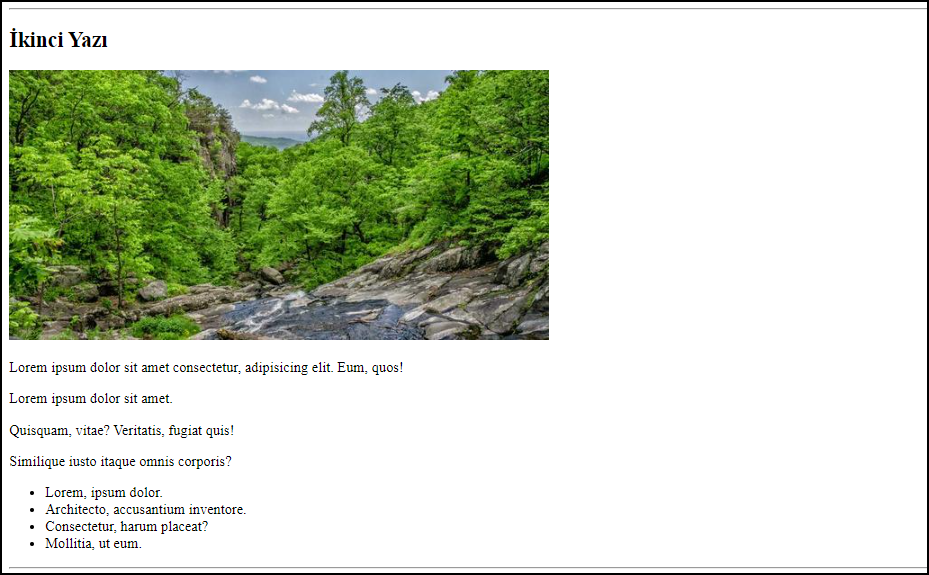 İkinci Yazı
Lorem ipsum dolor sit amet consectetur, adipisicing elit. Eum, quos!
Lorem ipsum dolor sit amet.
Quisquam, vitae? Veritatis, fugiat quis!
Similique iusto itaque omnis corporis?
• Lorem, ipsum dolor.
• Architecto, accusantium inventore.
• Consectetur, harum placeat?
• Mollitia, ut eum.